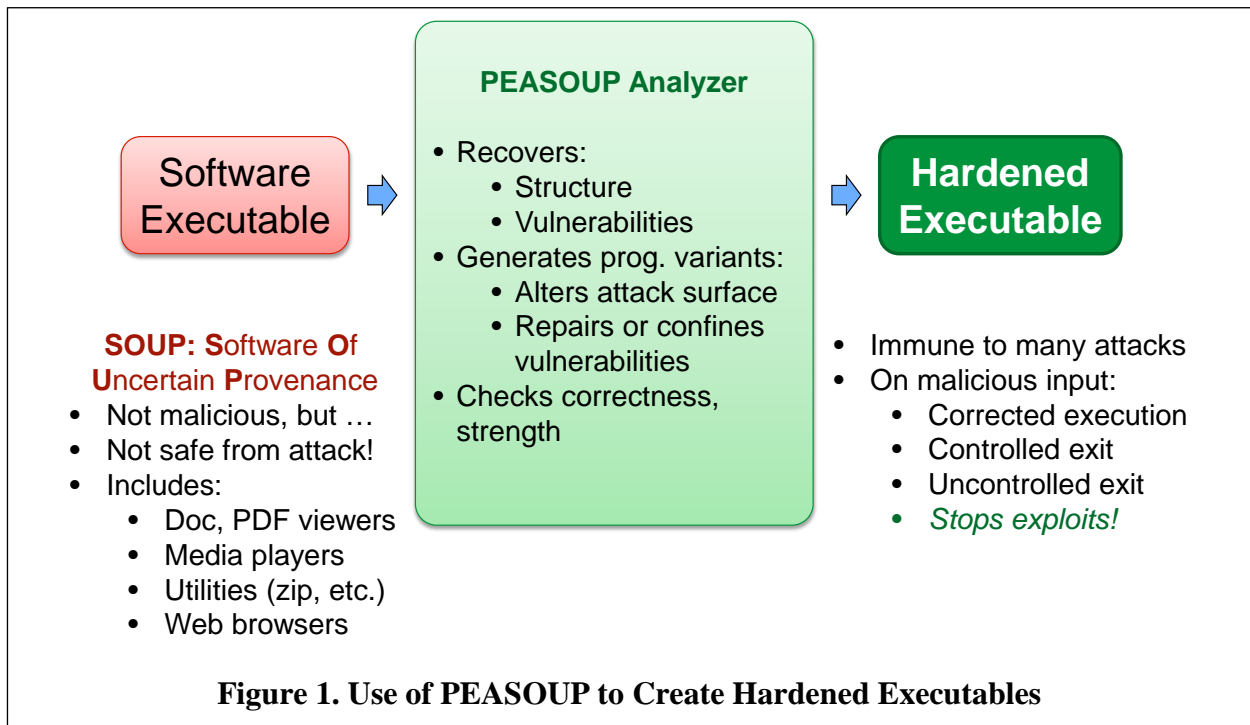 Software
Executable
SOUP: Software Of
Uncertain Provenance
• Not malicious, but …
• Not safe from attack!
• Includes:
• Doc, PDF viewers
• Media players
• Utilities (zip, etc.)
• Web browsers
PEASOUP Analyzer
• Recovers:
• Structure
• Vulnerabilities
• Generates prog. variants:
• Alters attack surface
• Repairs or confines
vulnerabilities
• Checks correctness,
strength
Hardened
Executable
• Immune to many attacks
• On malicious input:
• Corrected execution
• Controlled exit
• Uncontrolled exit
• Stops exploits!
Figure 1. Use of PEASOUP to Create Hardened Executables